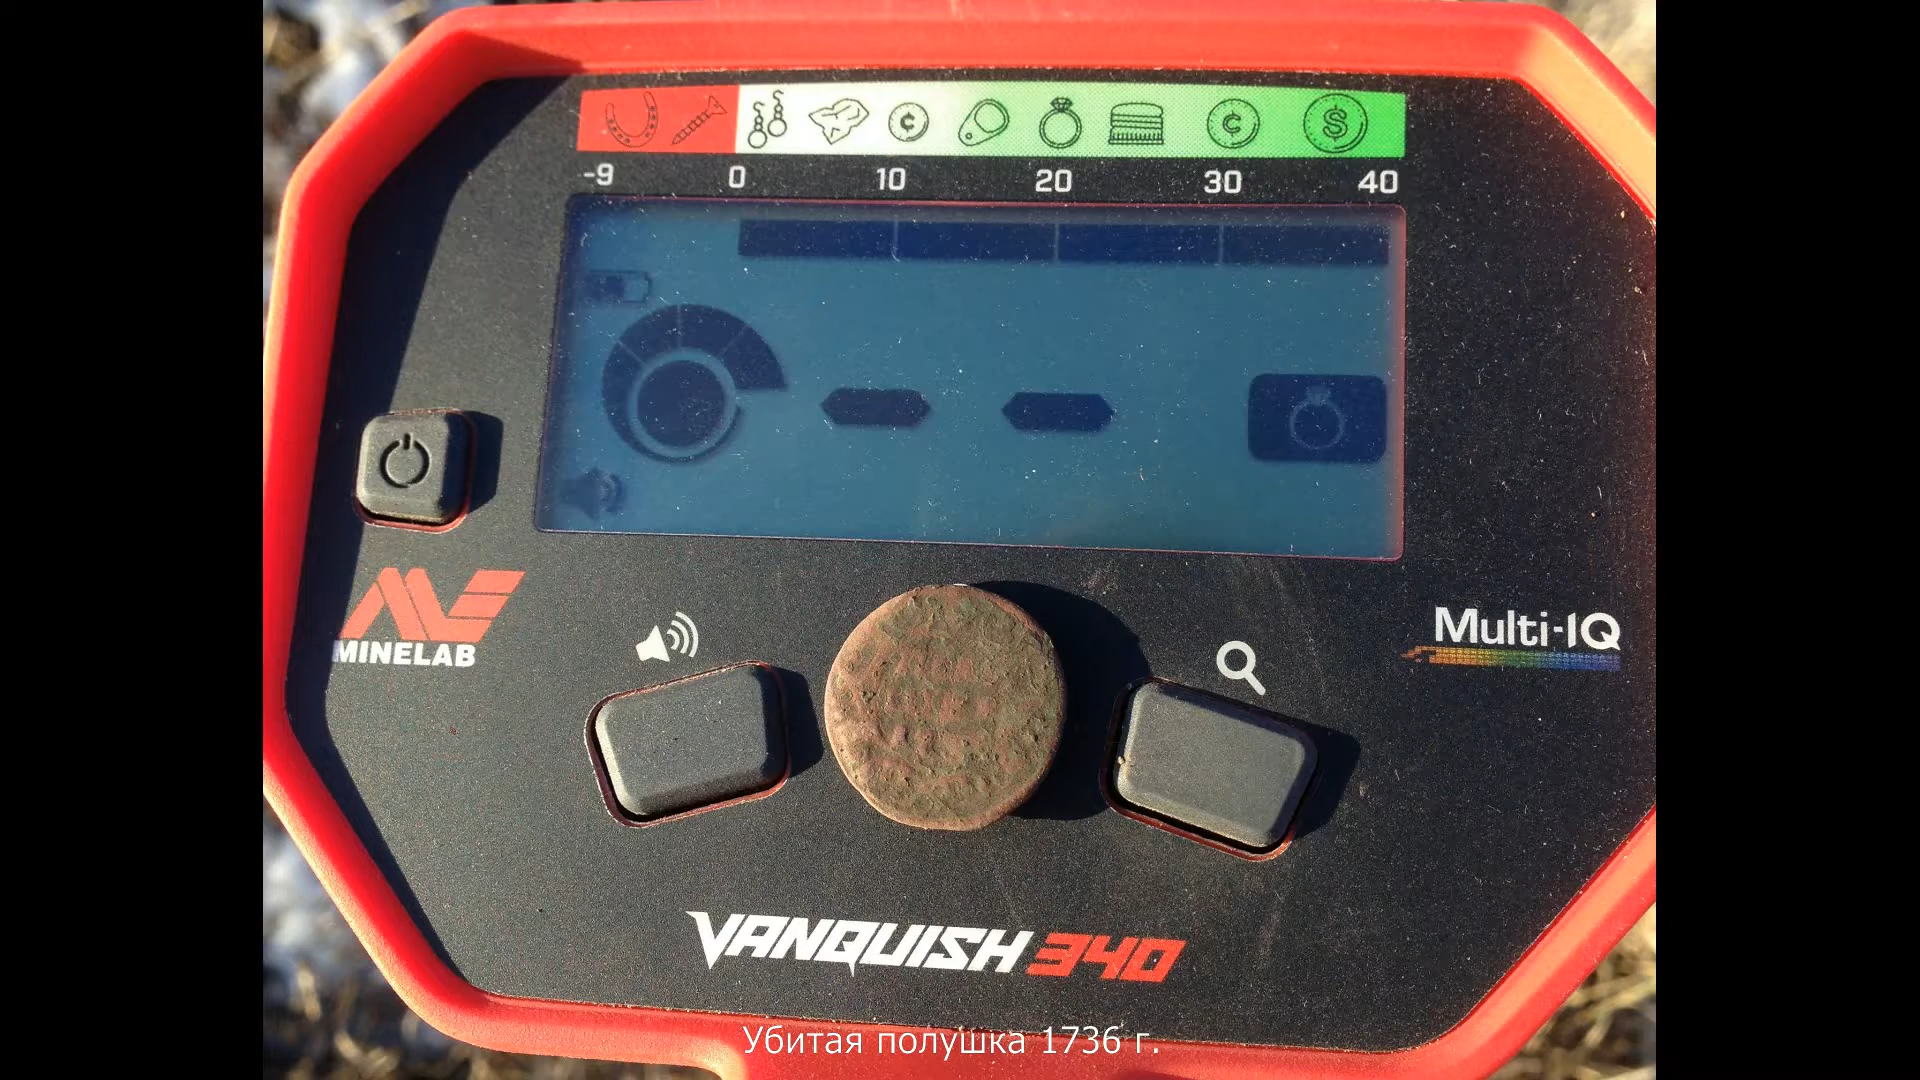 -9 0 10 20 30 40
MINELAB
Multi-IQ
VANQUISH 340
Убитая полушка 1736 г.